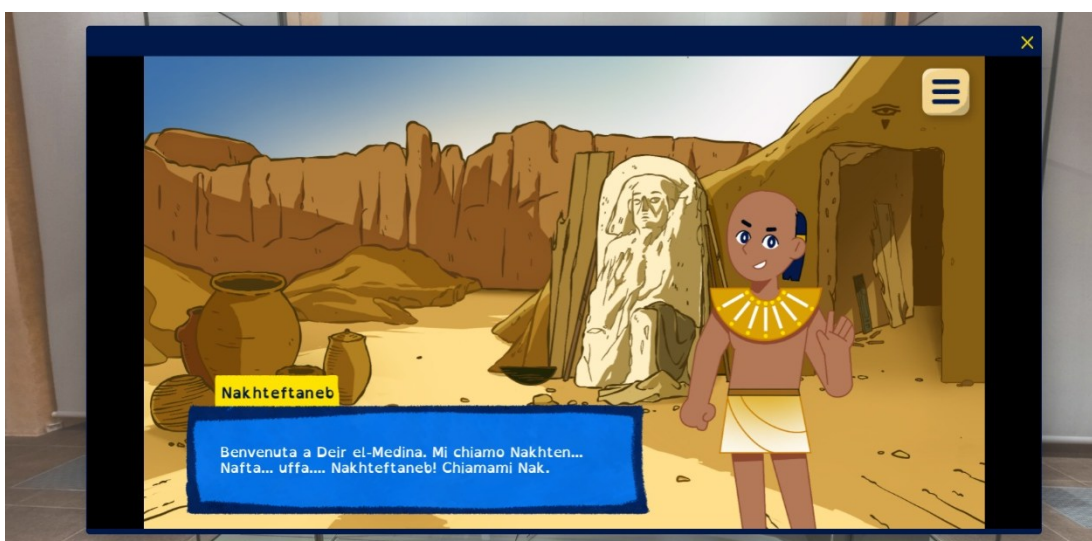 Nakhteftaneb
Benvenuta a Deir el-Medina. Mi chiamo Nakhten...
Nafta... uffa.... Nakhteftaneb! Chiamami Nak.